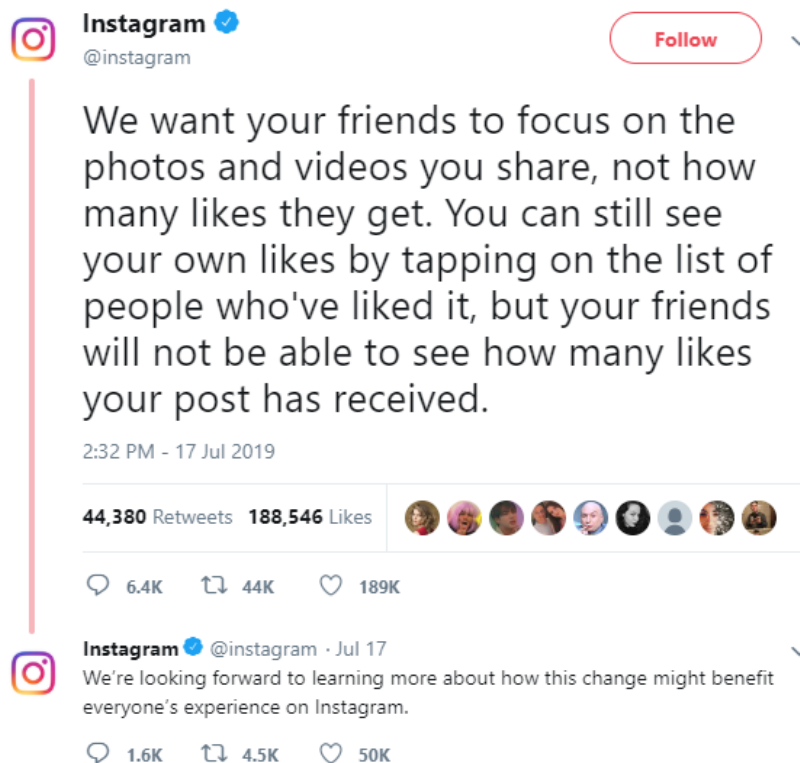 Instagram
@instagram
Follow
We want your friends to focus on the
photos and videos you share, not how
many likes they get. You can still see
your own likes by tapping on the list of
people who've liked it, but your friends
will not be able to see how many likes
your post has received.
2:32 PM - 17 Jul 2019
44,380 Retweets 188,546 Likes
6.4K 44K 189K
Instagram @instagram · Jul 17
We’re looking forward to learning more about how this change might benefit
everyone’s experience on Instagram.
1.6K 4.5K 50K